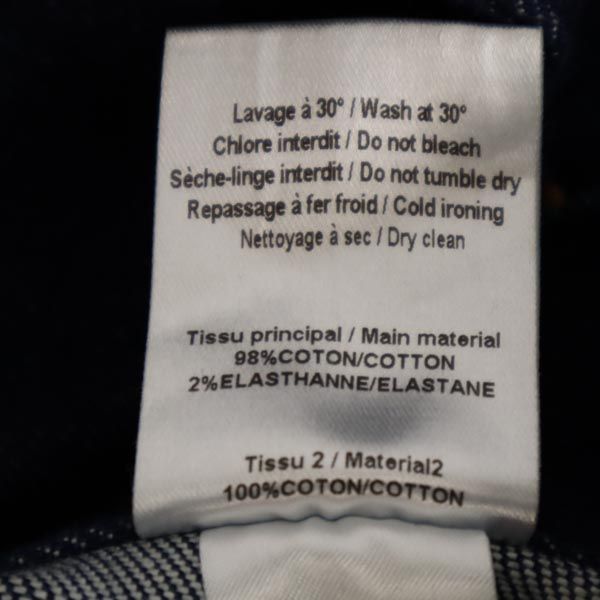 Lavage à 30° / Wash at 30°
Chlore interdit / Do not bleach
Sèche-linge interdit / Do not tumble dry
Repassage à fer froid / Cold ironing
Nettoyage à sec / Dry clean
Tissu principal / Main material
98%COTON/COTTON
2%ELASTHANNE/ELASTANE
Tissu 2 / Material2
100%COTON/COTTON